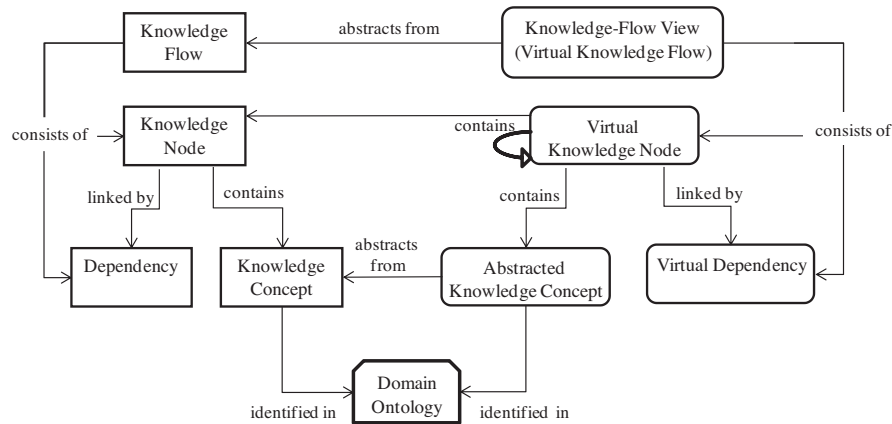 Knowledge
Flow
abstracts from
Knowledge-Flow View
(Virtual Knowledge Flow)
consists of
Knowledge
Node
contains
Virtual
Knowledge Node
consists of
linked by
contains
contains
linked by
Dependency
Knowledge
Concept
abstracts
from
Abstracted
Knowledge Concept
Virtual Dependency
Domain
Ontology
identified in
identified in